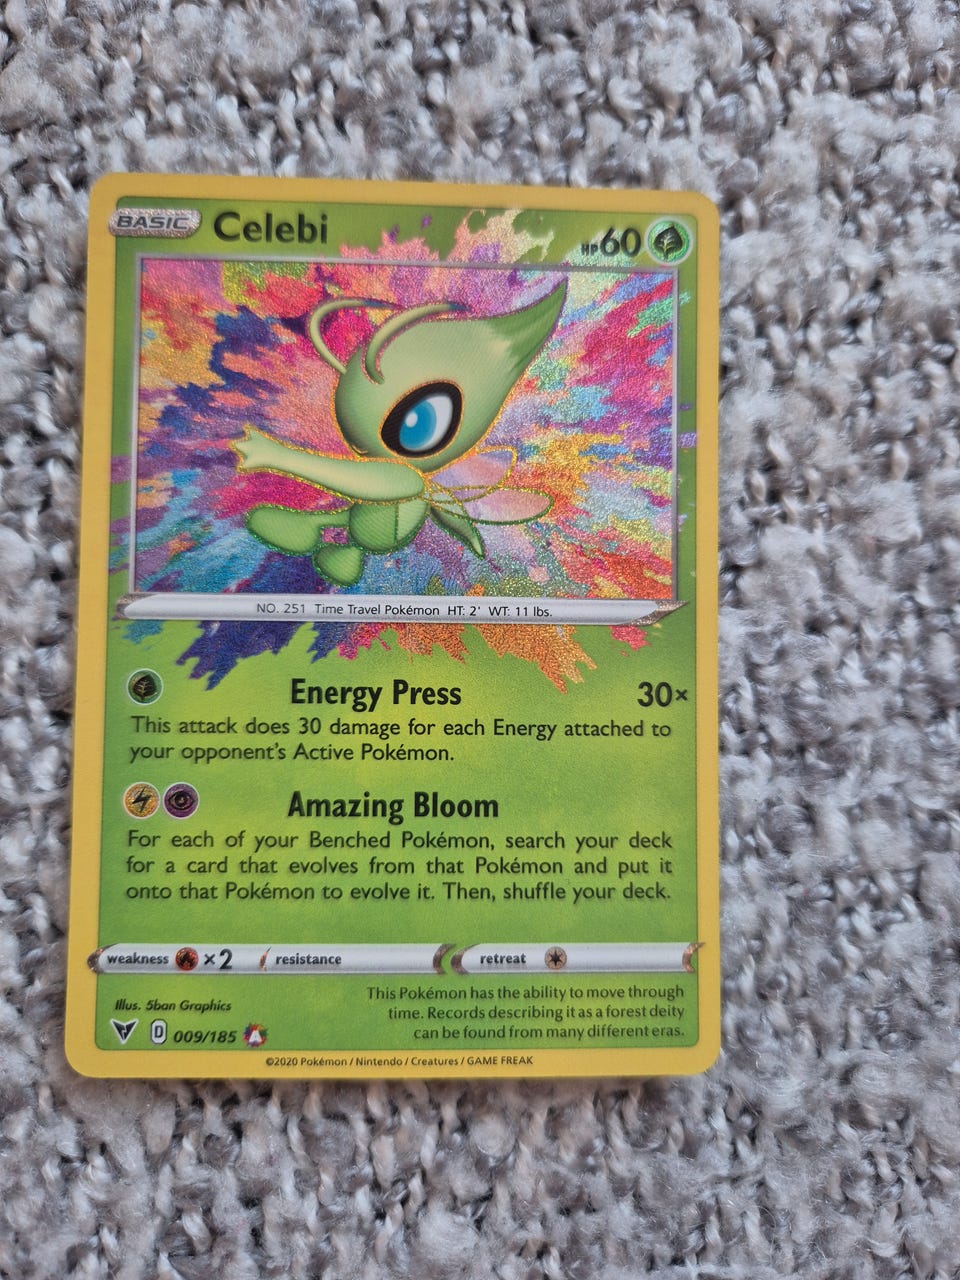 BASIC Celebi HP 60
NO. 251 Time Travel Pokémon HT: 2' WT: 11 lbs.
Energy Press 30×
This attack does 30 damage for each Energy attached to
your opponent's Active Pokémon.
Amazing Bloom
For each of your Benched Pokémon, search your deck
for a card that evolves from that Pokémon and put it
onto that Pokémon to evolve it. Then, shuffle your deck.
weakness ×2 resistance retreat
Illus. 5ban Graphics
This Pokémon has the ability to move through
time. Records describing it as a forest deity
can be found from many different eras.
D 009/185 A
©2020 Pokémon / Nintendo / Creatures / GAME FREAK